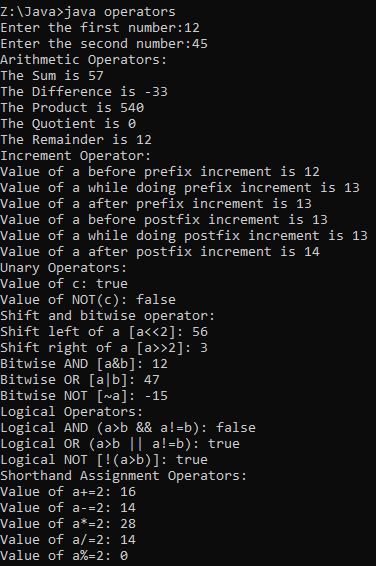 Z:\Java>java operators
Enter the first number:12
Enter the second number:45
Arithmetic Operators:
The Sum is 57
The Difference is -33
The Product is 540
The Quotient is 0
The Remainder is 12
Increment Operator:
Value of a before prefix increment is 12
Value of a while doing prefix increment is 13
Value of a after prefix increment is 13
Value of a before postfix increment is 13
Value of a while doing postfix increment is 13
Value of a after postfix increment is 14
Unary Operators:
Value of c: true
Value of NOT(c): false
Shift and bitwise operator:
Shift left of a [a<<2]: 56
Shift right of a [a>>2]: 3
Bitwise AND [a&b]: 12
Bitwise OR [a|b]: 47
Bitwise NOT [~a]: -15
Logical Operators:
Logical AND (a>b && a!=b): false
Logical OR (a>b || a!=b): true
Logical NOT [!(a>b)]: true
Shorthand Assignment Operators:
Value of a+=2: 16
Value of a-=2: 14
Value of a*=2: 28
Value of a/=2: 14
Value of a%=2: 0